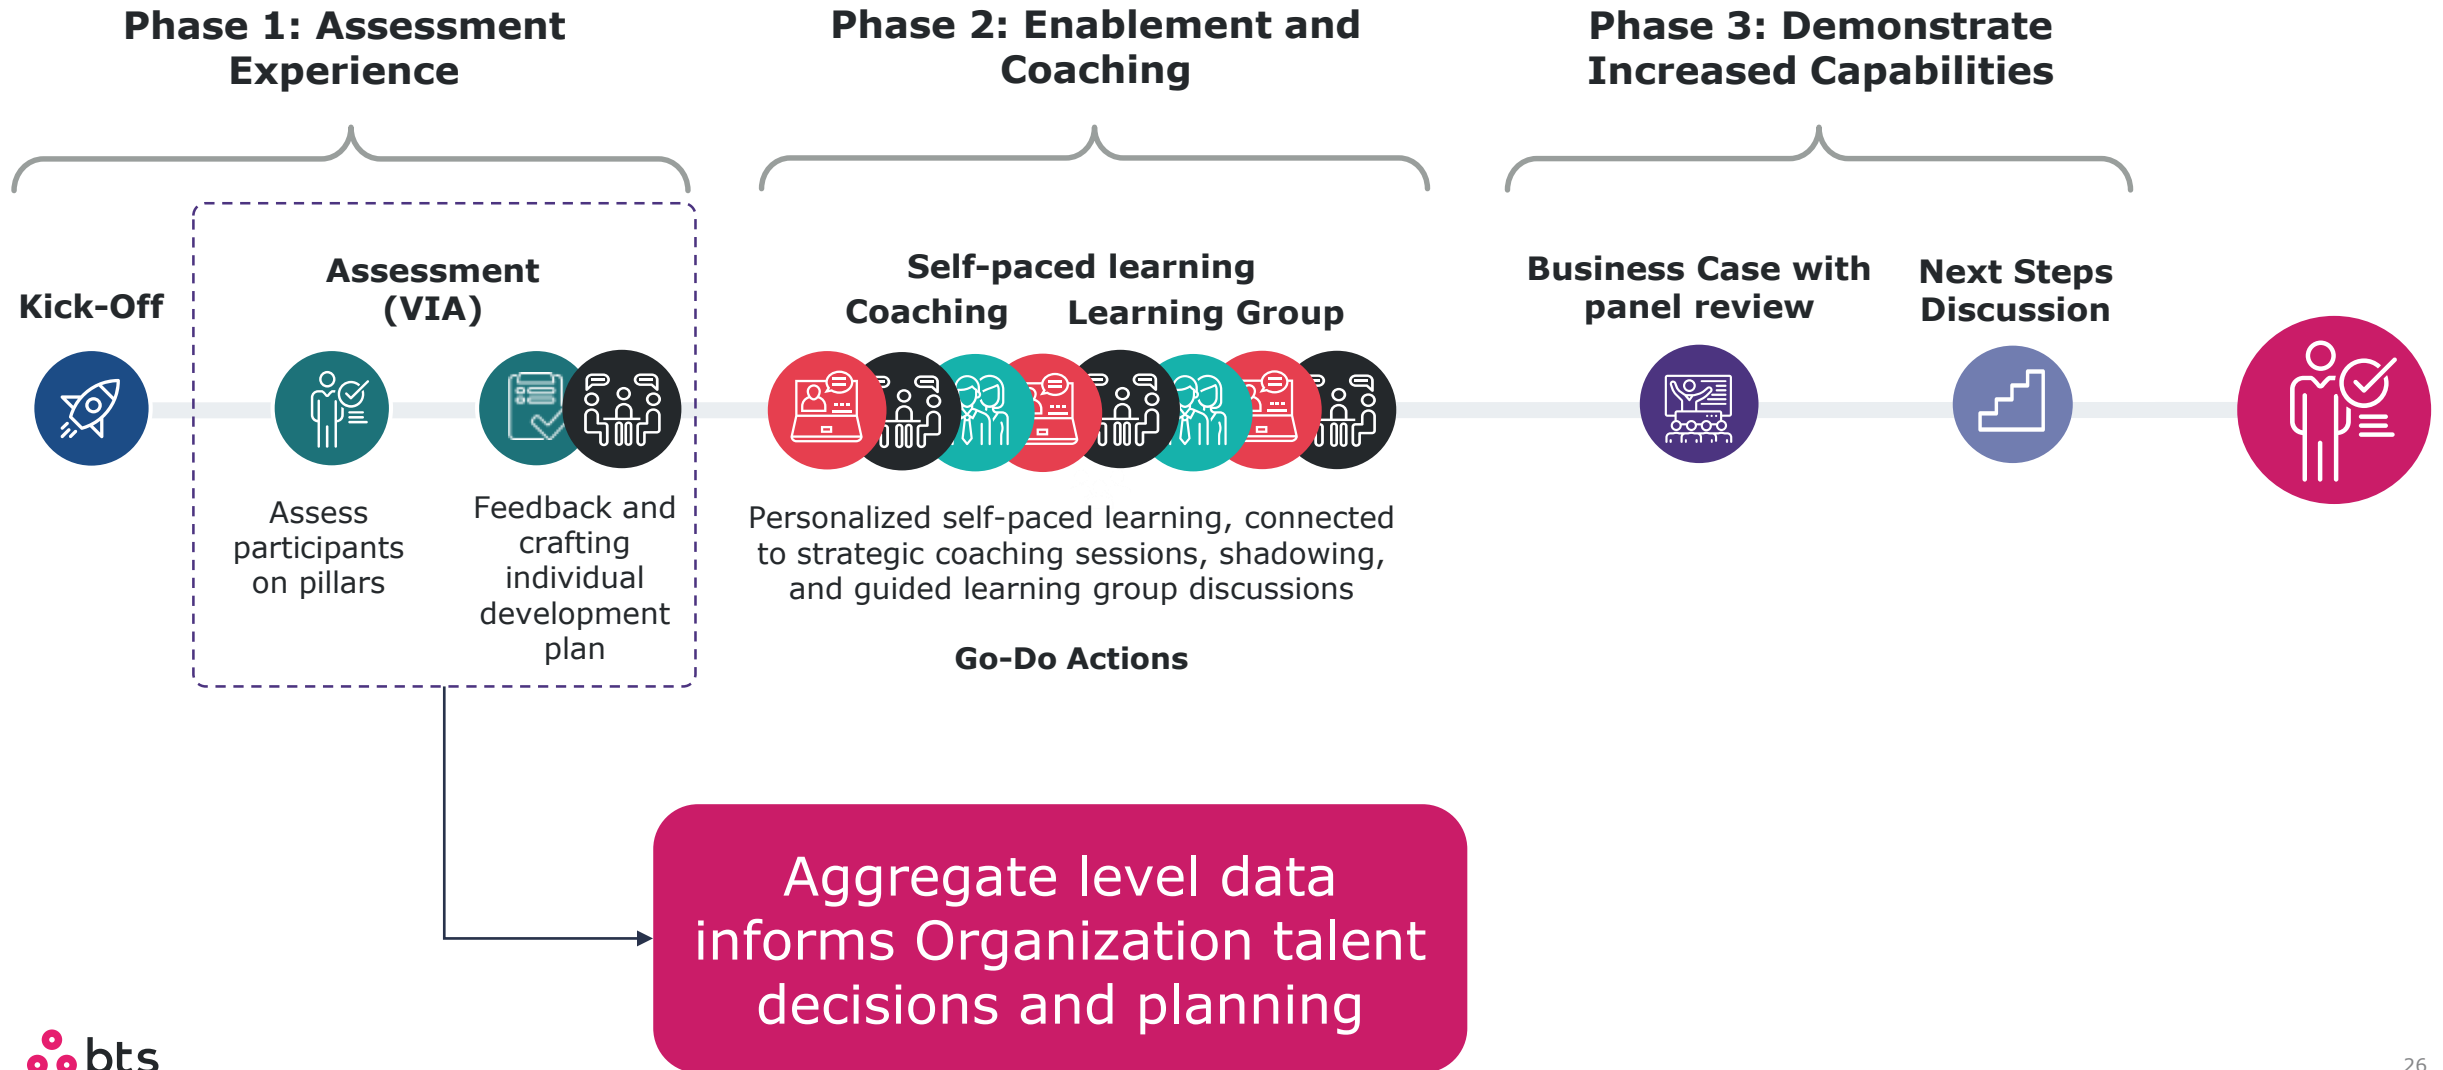 Phase 1: Assessment
Experience
Phase 2: Enablement and
Coaching
Phase 3: Demonstrate
Increased Capabilities
Kick-Off
Assessment
(VIA)
Self-paced learning
Coaching
Learning Group
Business Case with
panel review
Next Steps
Discussion
Assess
participants
on pillars
Feedback and
crafting
individual
development
plan
Personalized self-paced learning, connected
to strategic coaching sessions, shadowing,
and guided learning group discussions
Go-Do Actions
Aggregate level data
informs Organization talent
decisions and planning
bts
26